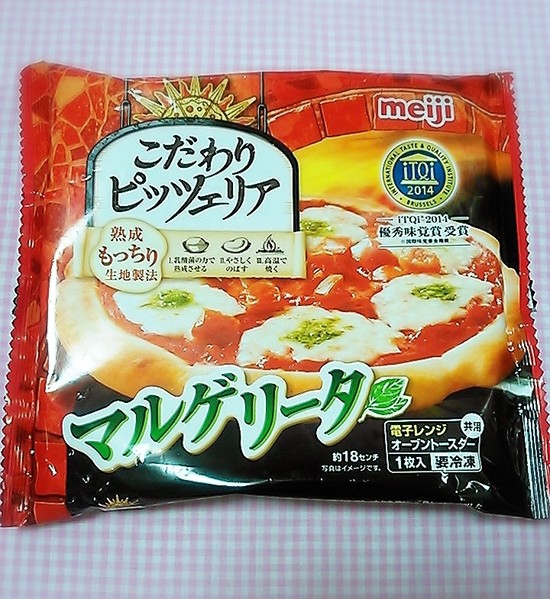 meiji
こだわり
ピッツェリア
熟成
もっちり
生地製法
I.乳酸菌の力で
熟成させる
II.やさしく
のばす
III.高温で
焼く
INTERNATIONAL TASTE & QUALITY INSTITUTE
iTQi
2014
BRUSSELS
iTQi 2014
優秀味覚賞 受賞
マルゲリータ
約18センチ
写真はイメージです。
電子レンジ
オーブントースター
共用
1枚入
要冷凍